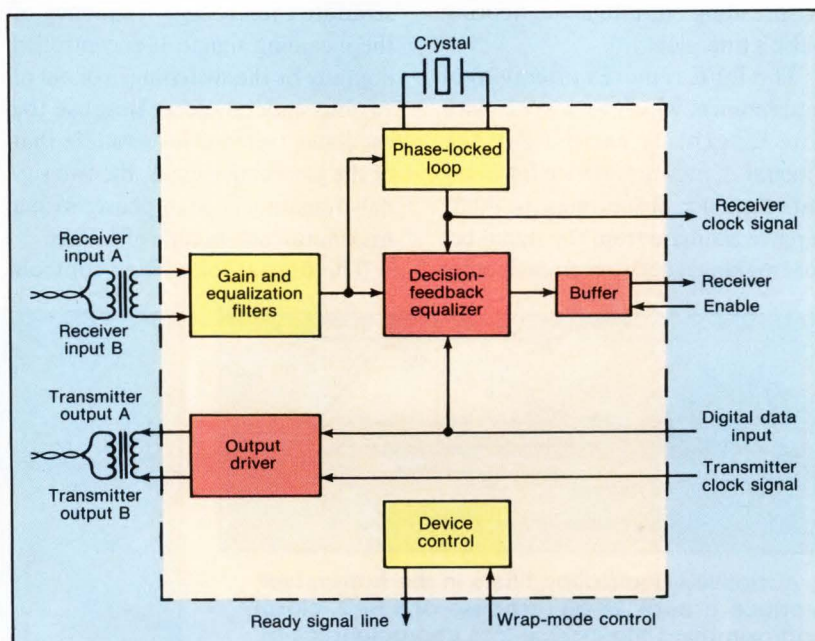 Crystal
Phase-locked
loop
Receiver
clock signal
Receiver
input A
Gain and
equalization
filters
Decision-
feedback
equalizer
Buffer
Receiver
Enable
Receiver
input B
Transmitter
output A
Output
driver
Digital data
input
Transmitter
clock signal
Transmitter
output B
Device
control
Ready signal line
Wrap-mode control